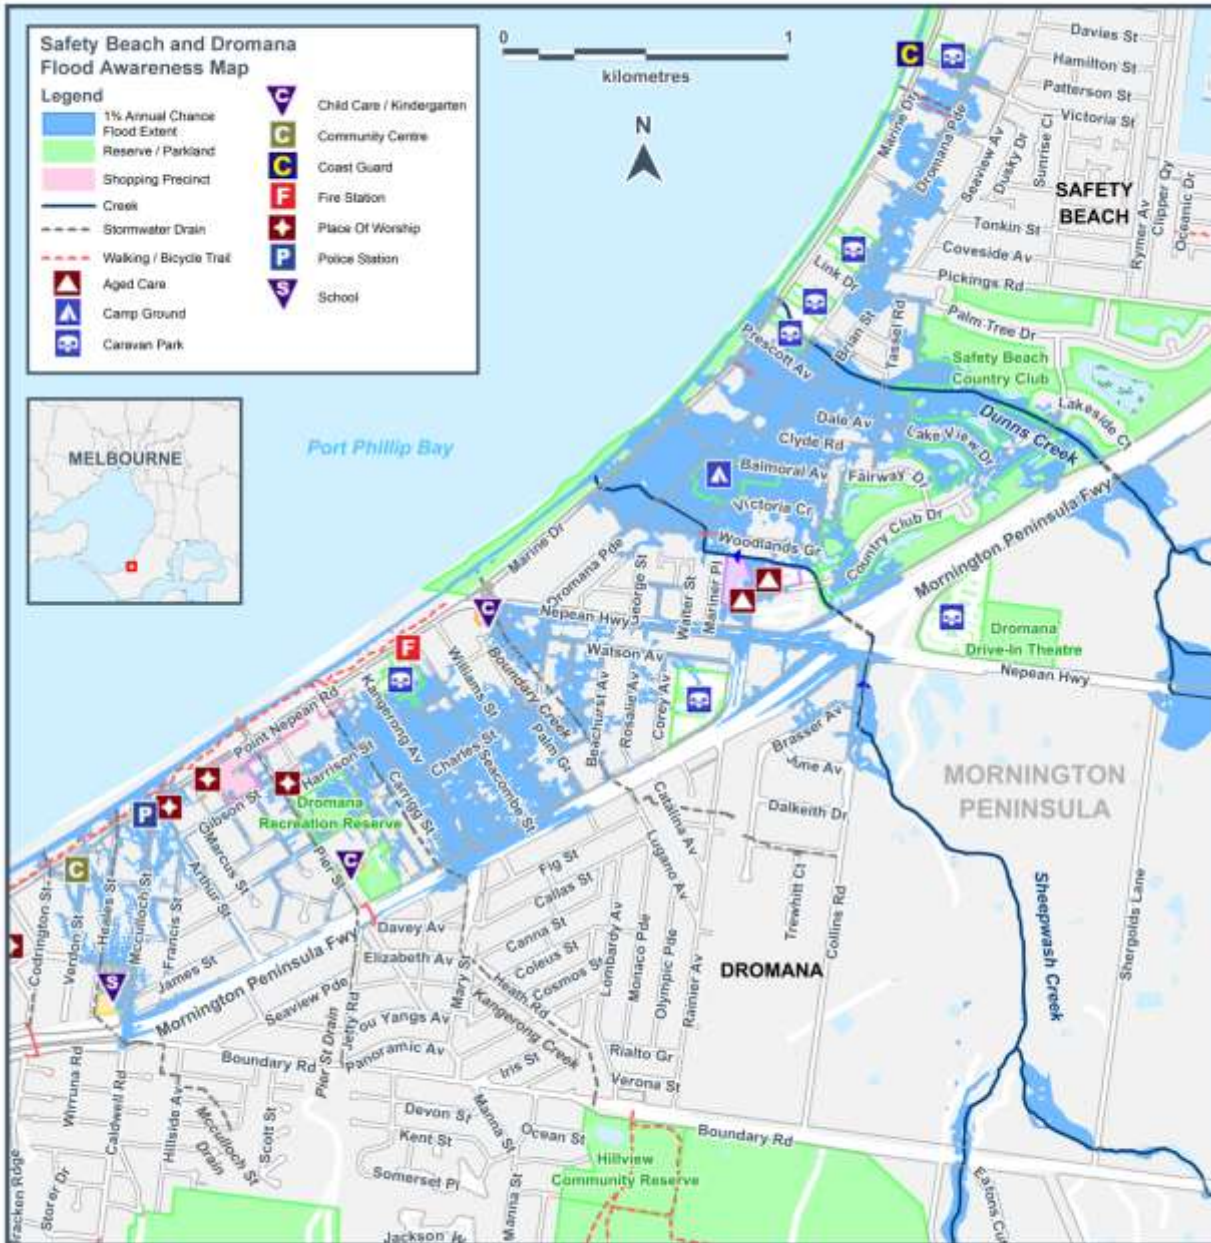 Safety Beach and Dromana
Flood Awareness Map
Legend
1% Annual Chance
Flood Extent
Reserve / Parkland
Shopping Precinct
Creek
Stormwater Drain
Walking / Bicycle Trail
Aged Care
Camp Ground
Caravan Park
C Child Care / Kindergarten
C Community Centre
C Coast Guard
F Fire Station
Place Of Worship
P Police Station
S School
0 1
kilometres
N
MELBOURNE
Port Phillip Bay
C
Davies St
Hamilton St
Patterson St
Victoria St
Marine Dr
Dromana Pde
Seaview Av
Dusky Dr
Sunrise Cl
SAFETY
BEACH
Rymer Av
Clipper Qy
Oceanic Dr
Tonkin St
Coveside Av
Pickings Rd
Link Dr
Brian St
Tassel Rd
Palm Tree Dr
Prescott Av
Safety Beach
Country Club
Lakeside Ct
Dunns Creek
Dale Av
Clyde Rd
Lake View Dr
Balmoral Av
Fairway Dr
Victoria Cr
Country Club Dr
Mornington Peninsula Fwy
Woodlands Gr
Marine Dr
Dromana Pde
George St
Walter St
Mariner Pl
C
Nepean Hwy
Watson Av
Dromana
Drive-In Theatre
Nepean Hwy
F
Williams St
Boundary Creek
Palm Gr
Beachurst Av
Rosalie Av
Corey Av
Kangerong Av
Point Nepean Rd
Charles St
Seacombe St
Carrigg St
Harrison St
Brasser Av
Dalkeith Dr
MORNINGTON
PENINSULA
Dromana
Recreation Reserve
Gibson St
P
Marcus St
Pier St
C
Arthur St
Catalina Av
Lugano Av
Fig St
Callas St
Canna St
Coleus St
Cosmos St
Heath Rd
Lombardy Av
Monaco Pde
Olympic Pde
Rainier Av
Trewhitt Ct
Collins Rd
Sheepwash Creek
Shergolds Lane
DROMANA
C
Codrington St
Verdon St
Heales St
Mcculloch St
Francis St
James St
S
Davey Av
Elizabeth Av
Mary St
Mornington Peninsula Fwy
Seaview Pde
Jetty Rd
You Yangs Av
Panoramic Av
Kangerong Creek
Iris St
Rialto Gr
Verona St
Boundary Rd
Pier St Drain
Wirruna Rd
Caldwell Rd
Hillside Av
Mcculloch St
Drain
Scott St
Devon St
Kent St
Somerset Pl
Manna St
Ocean St
Manna St
Boundary Rd
Hillview
Community Reserve
Storer Dr
Jackson